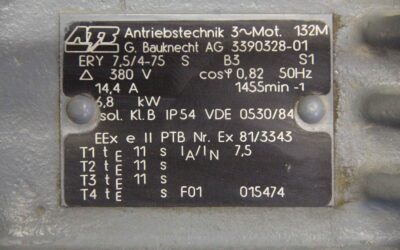 ATB Antriebstechnik 3~Mot. 132M
G. Bauknecht AG 3390328-01
ERY 7,5/4-75 S B3 S1
△ 380 V cosφ 0,82 50Hz
14,4 A 1455min -1
6,8 kW
Isol. Kl.B IP54 VDE 0530/84
EEx e II PTB Nr. Ex 81/3343
T1 tE 11 s IA/IN 7,5
T2 tE 11 s
T3 tE 11 s
T4 tE s F01 015474